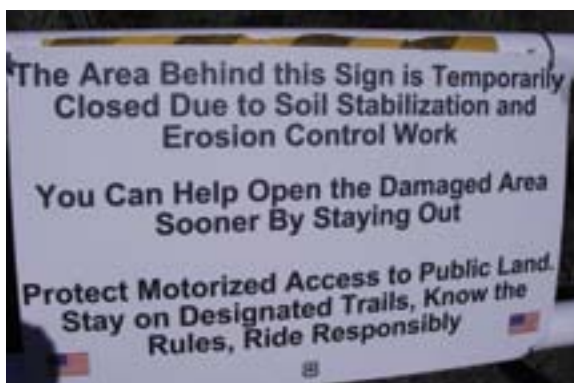 The Area Behind this Sign is Temporarily
Closed Due to Soil Stabilization and
Erosion Control Work
You Can Help Open the Damaged Area
Sooner By Staying Out
Protect Motorized Access to Public Land.
Stay on Designated Trails, Know the
Rules, Ride Responsibly